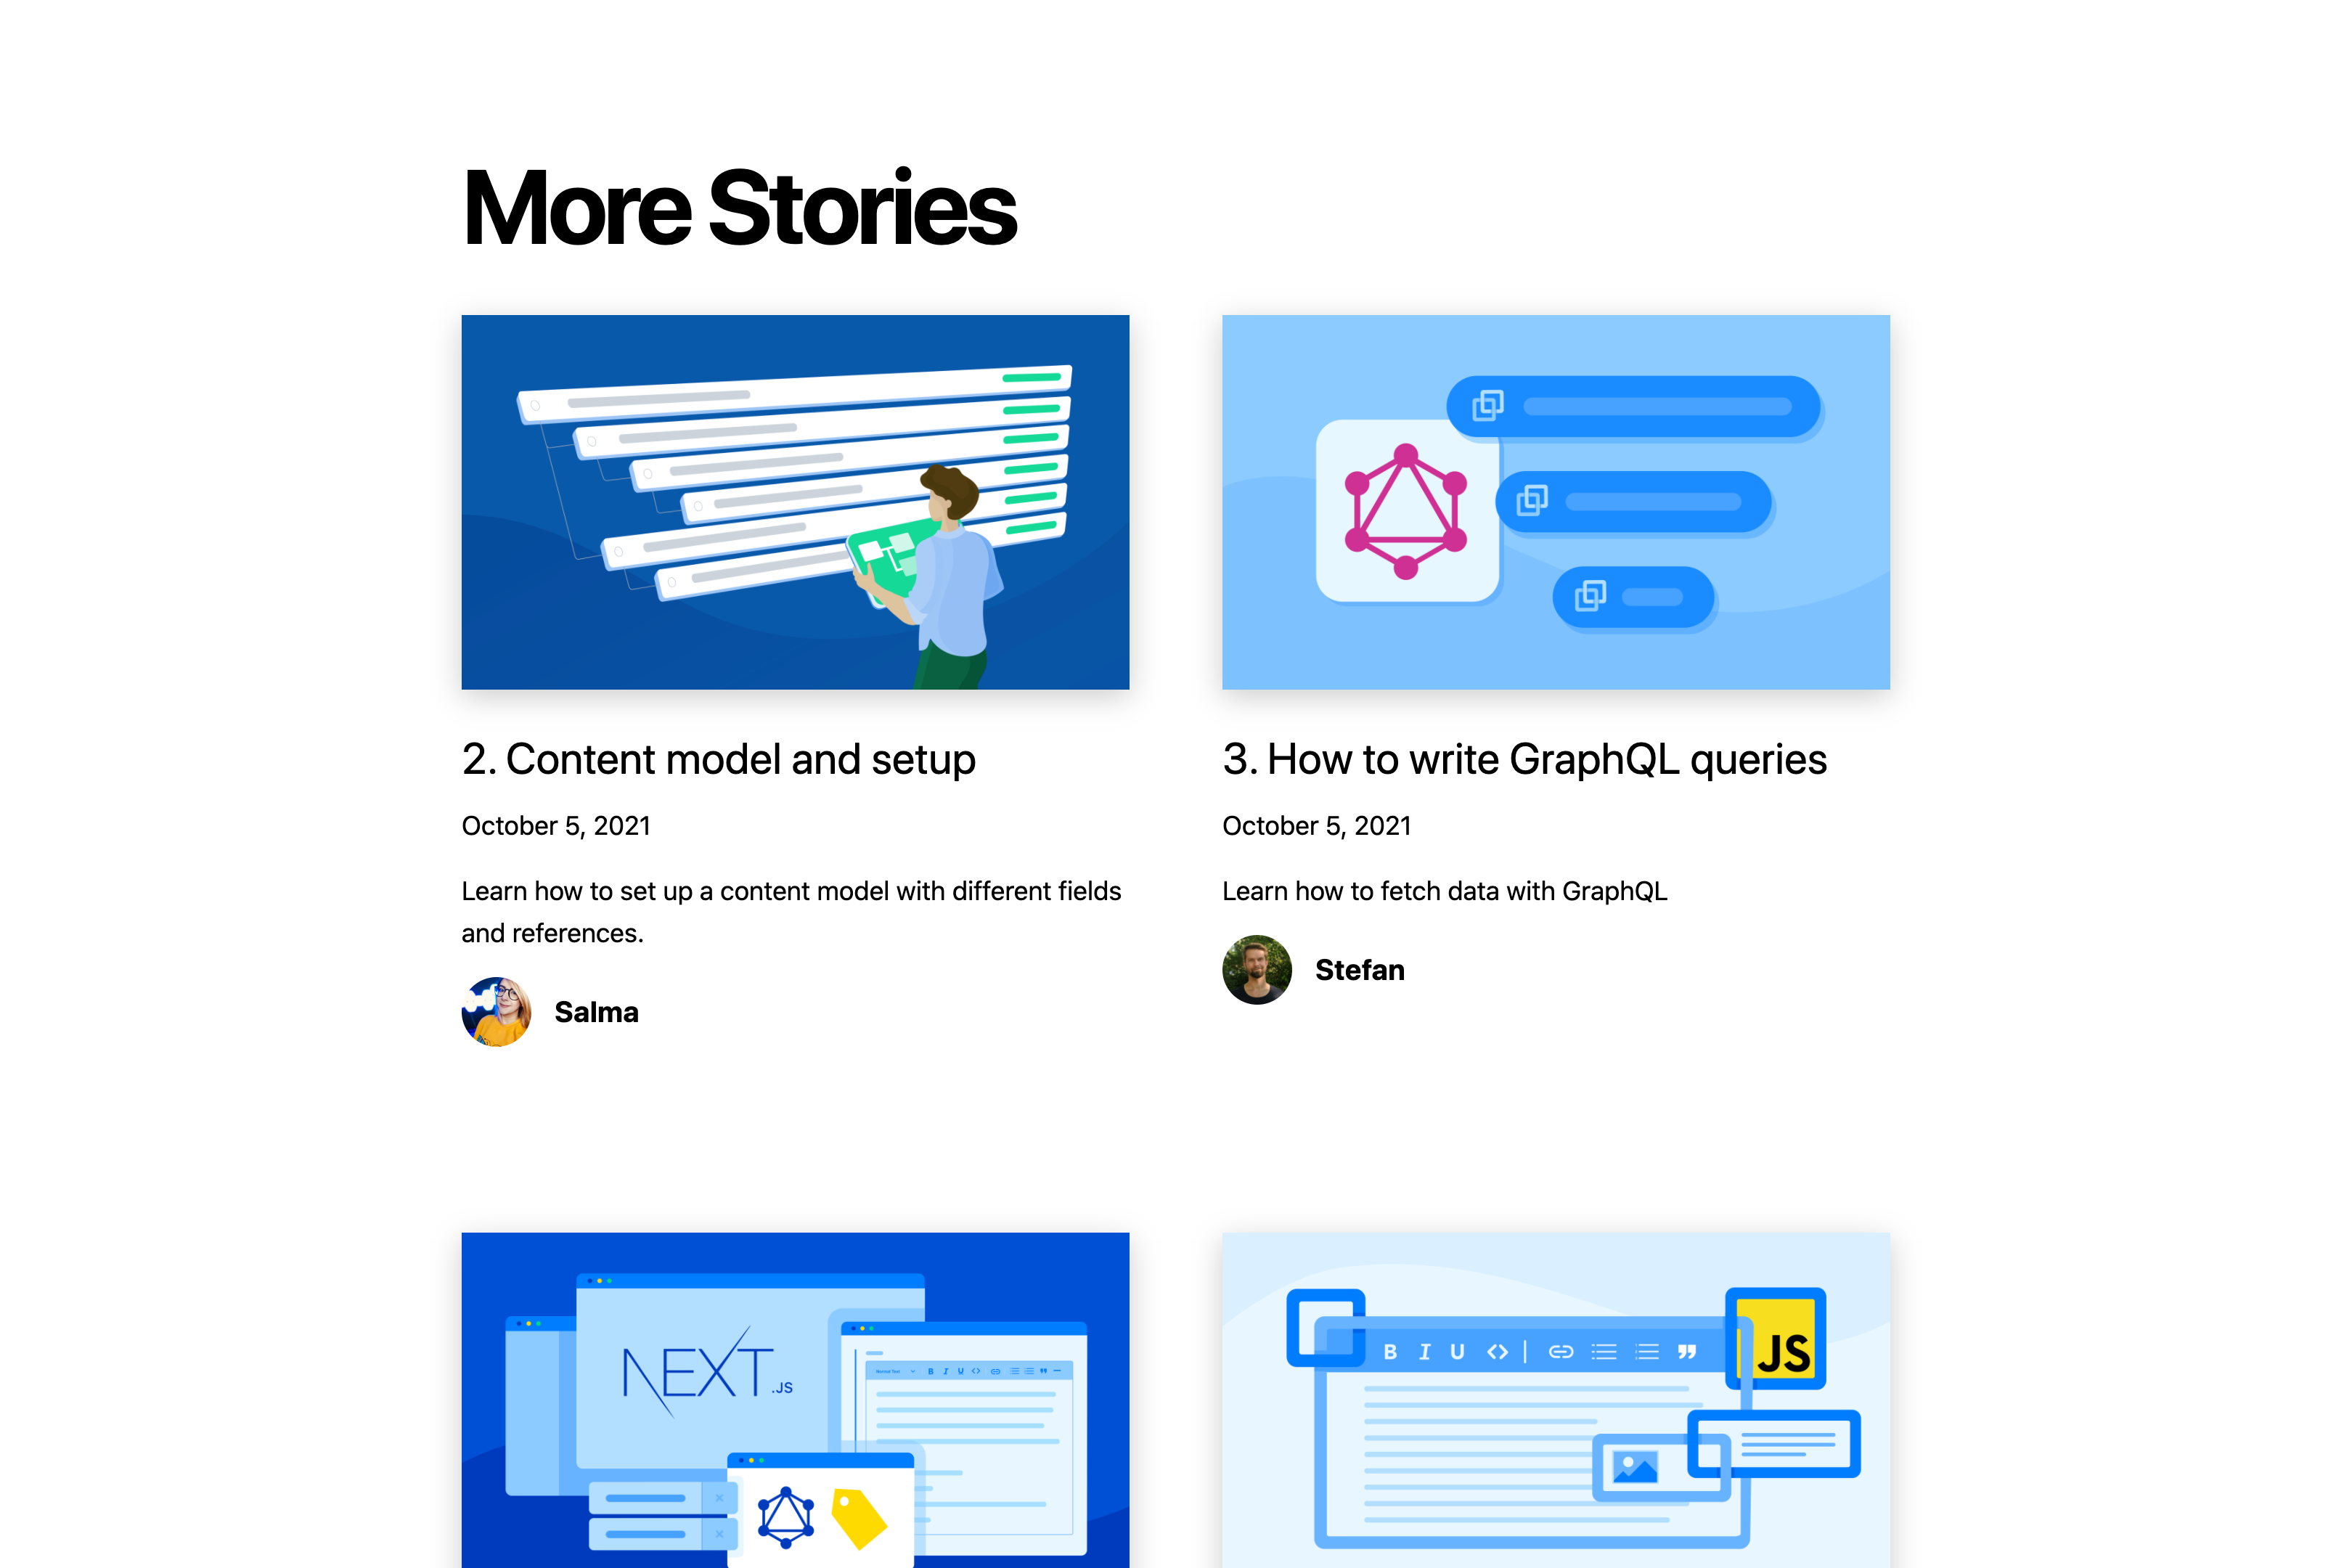 More Stories
2. Content model and setup
October 5, 2021
Learn how to set up a content model with different fields
and references.
Salma
3. How to write GraphQL queries
October 5, 2021
Learn how to fetch data with GraphQL
Stefan
NEXT.JS
Normal Text
B I U
B I U
JS